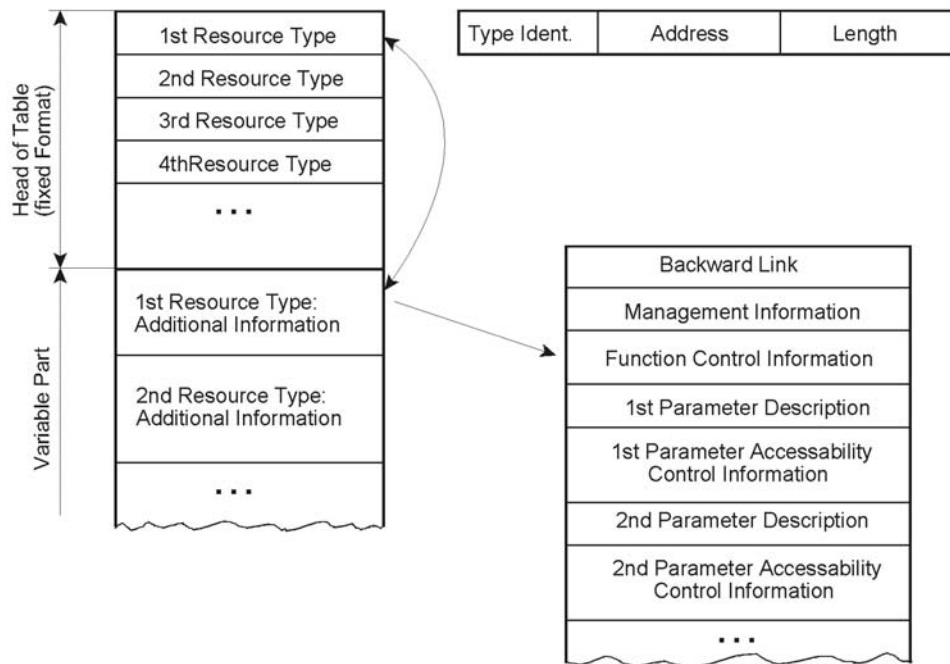 Head of Table
(fixed Format)
1st Resource Type
2nd Resource Type
3rd Resource Type
4thResource Type
...
Type Ident. Address Length
Variable Part
1st Resource Type:
Additional Information
2nd Resource Type:
Additional Information
...
Backward Link
Management Information
Function Control Information
1st Parameter Description
1st Parameter Accessability
Control Information
2nd Parameter Description
2nd Parameter Accessability
Control Information
...